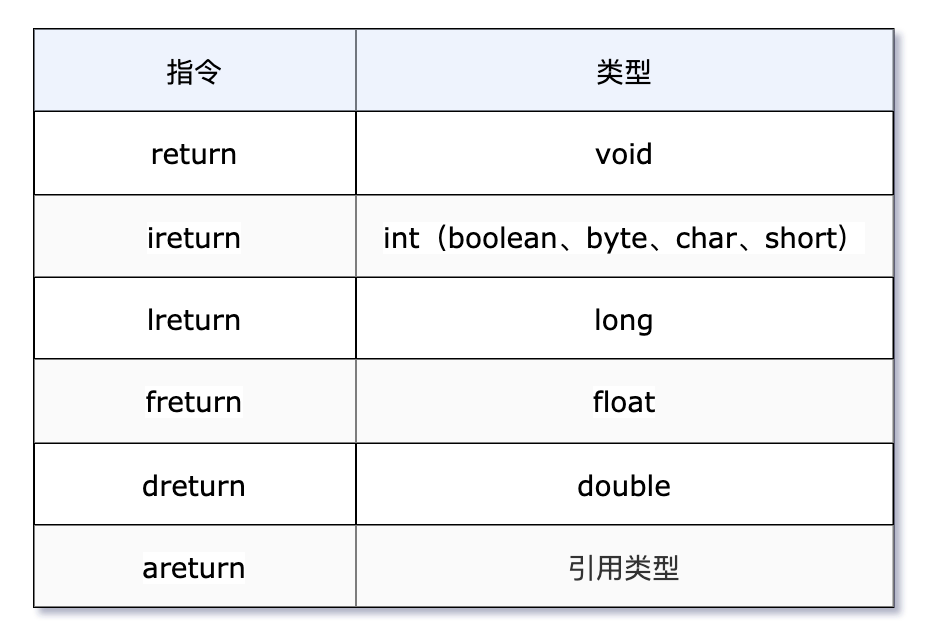 指令 类型
return void
ireturn int（boolean、byte、char、short）
lreturn long
freturn float
dreturn double
areturn 引用类型